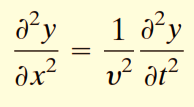 ∂²y/∂x² = 1/v² ∂²y/∂t²